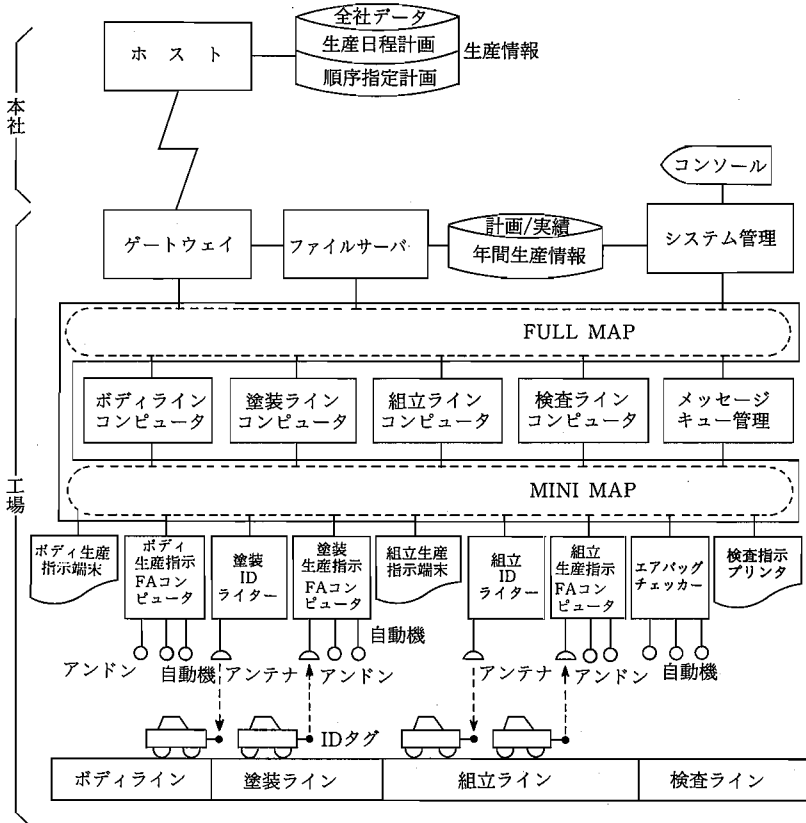 全社データ
ホスト
生産日程計画
生産情報
順序指定計画
本社
コンソール
ゲートウェイ
ファイルサーバ
計画/実績
年間生産情報
システム管理
FULL MAP
ボディライン
コンピュータ
塗装ライン
コンピュータ
組立ライン
コンピュータ
検査ライン
コンピュータ
メッセージ
キュー管理
MINI MAP
工場
ボディ生産
指示端末
ボディ
生産指示
FAコン
ピュータ
塗装
ID
ライター
塗装
生産指示
FAコン
ピュータ
組立生産
指示端末
組立
ID
ライター
組立
生産指示
FAコン
ピュータ
エアバッグ
チェッカー
検査指示
プリンタ
自動機
アンドン
自動機
アンテナ
アンドン
アンテナ
アンドン
自動機
IDタグ
ボディライン
塗装ライン
組立ライン
検査ライン